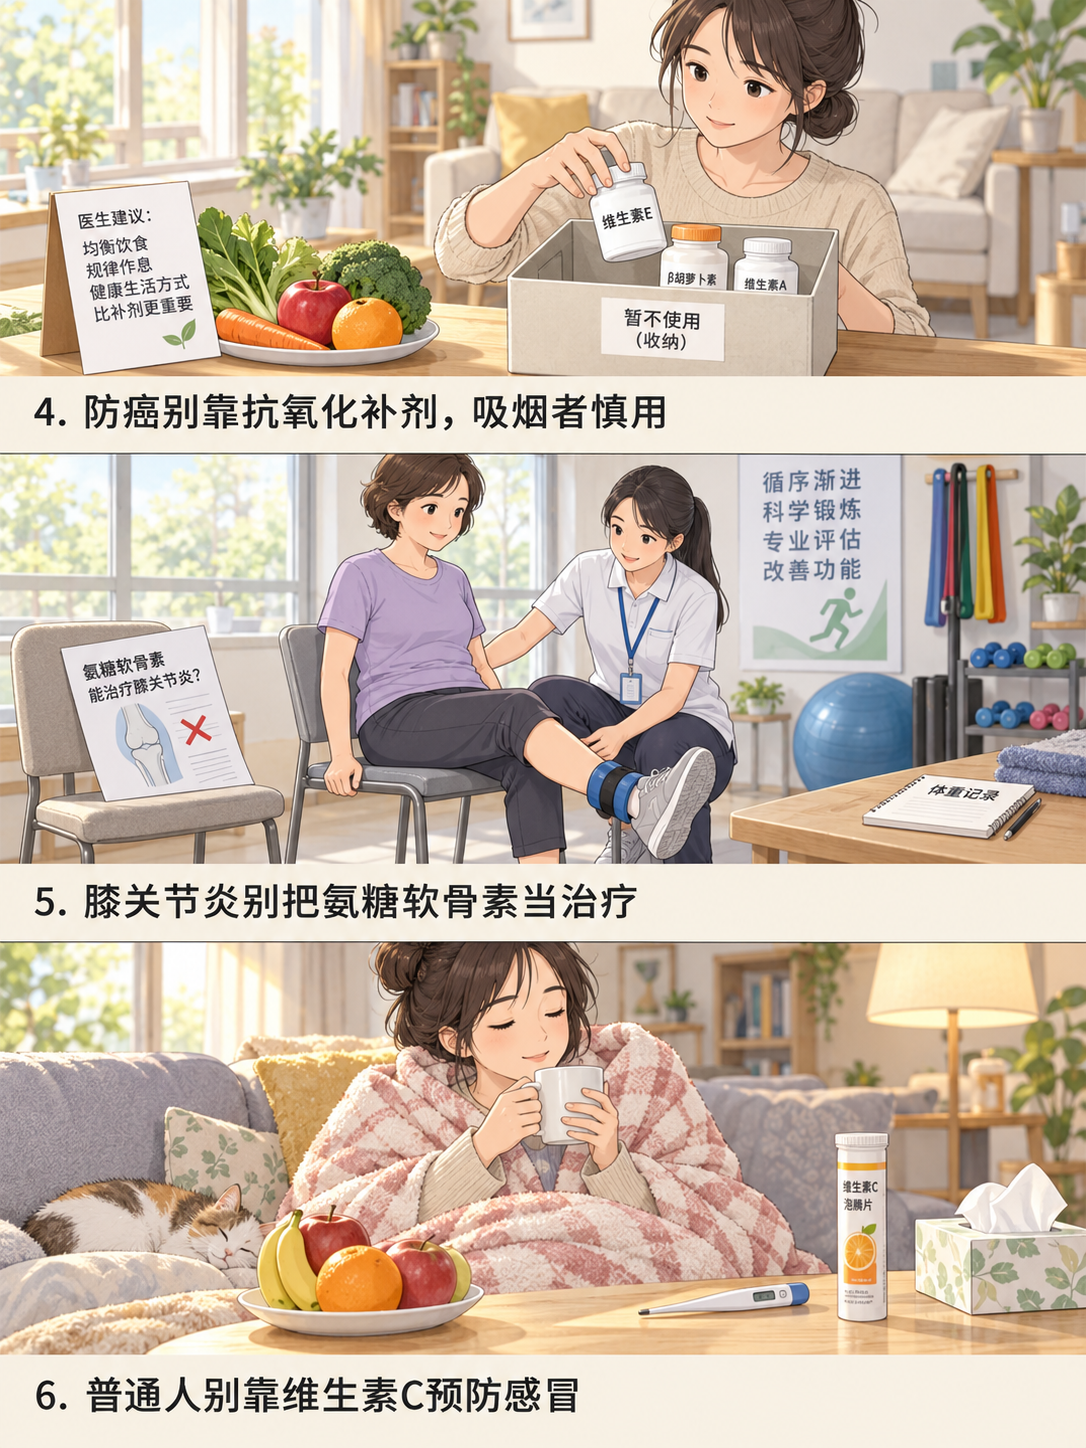 医生建议：
均衡饮食
规律作息
健康生活方式
比补剂更重要
维生素E
β胡萝卜素
维生素A
暂不使用
（收纳）
4. 防癌别靠抗氧化补剂，吸烟者慎用
循序渐进
科学锻炼
专业评估
改善功能
氨糖软骨素
能治疗膝关节炎？
体重记录
5. 膝关节炎别把氨糖软骨素当治疗
维生素C
泡腾片
6. 普通人别靠维生素C预防感冒